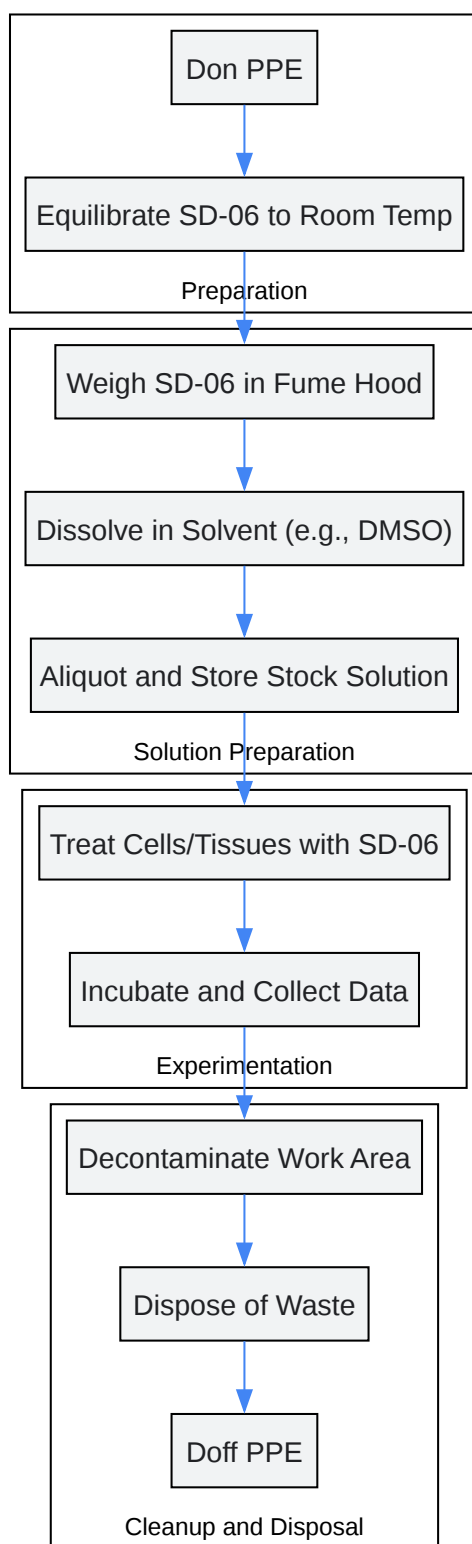 Don PPE
Equilibrate SD-06 to Room Temp
Preparation
Weigh SD-06 in Fume Hood
Dissolve in Solvent (e.g., DMSO)
Aliquot and Store Stock Solution
Solution Preparation
Treat Cells/Tissues with SD-06
Incubate and Collect Data
Experimentation
Decontaminate Work Area
Dispose of Waste
Doff PPE
Cleanup and Disposal